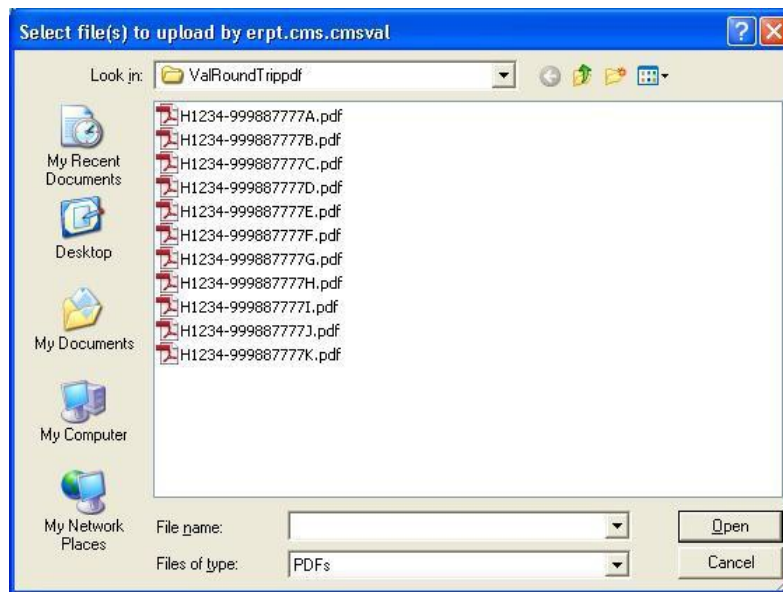 Select file(s) to upload by erpt.cms.cmsval
Look in: ValRoundTrippdf
My Recent
Documents
Desktop
My Documents
My Computer
My Network
Places
H1234-999887777A.pdf
H1234-999887777B.pdf
H1234-999887777C.pdf
H1234-999887777D.pdf
H1234-999887777E.pdf
H1234-999887777F.pdf
H1234-999887777G.pdf
H1234-999887777H.pdf
H1234-999887777I.pdf
H1234-999887777J.pdf
H1234-999887777K.pdf
File name: Open
Files of type: PDFs Cancel